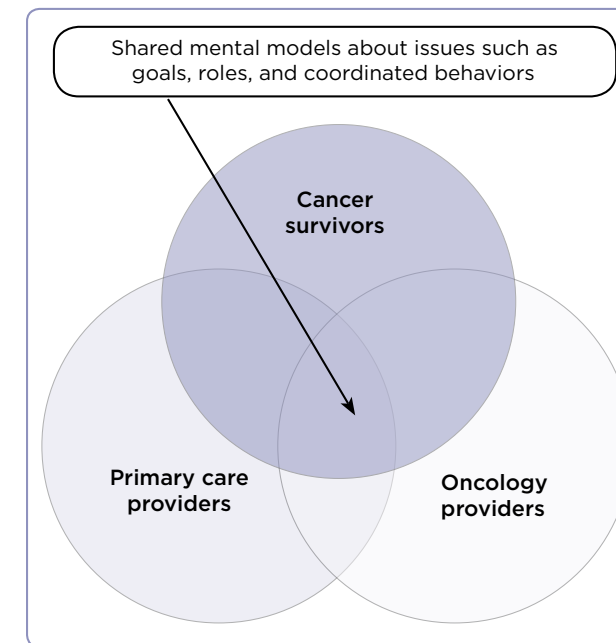 Shared mental models about issues such as
goals, roles, and coordinated behaviors
Cancer
survivors
Primary care
providers
Oncology
providers